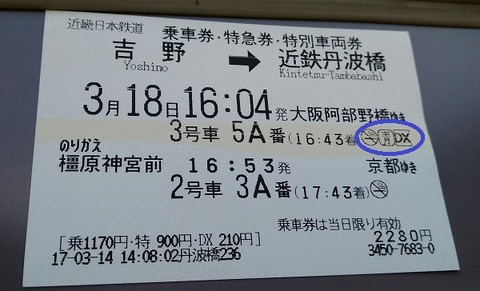 近畿日本鉄道 乗車券・特急券・特別車両券
吉野 → 近鉄丹波橋
Yoshino Kintetsu-Tambabashi
3月18日16:04発大阪阿部野橋ゆき
3号車 5A番(16:43着) 青 DX
のりかえ
橿原神宮前 16:53発 京都ゆき
2号車 3A番(17:43着)
乗車券は当日限り有効
[乗1170円・特 900円・DX 210円] 2280円
17-03-14 14:08:02丹波橋236 3450-7683-0